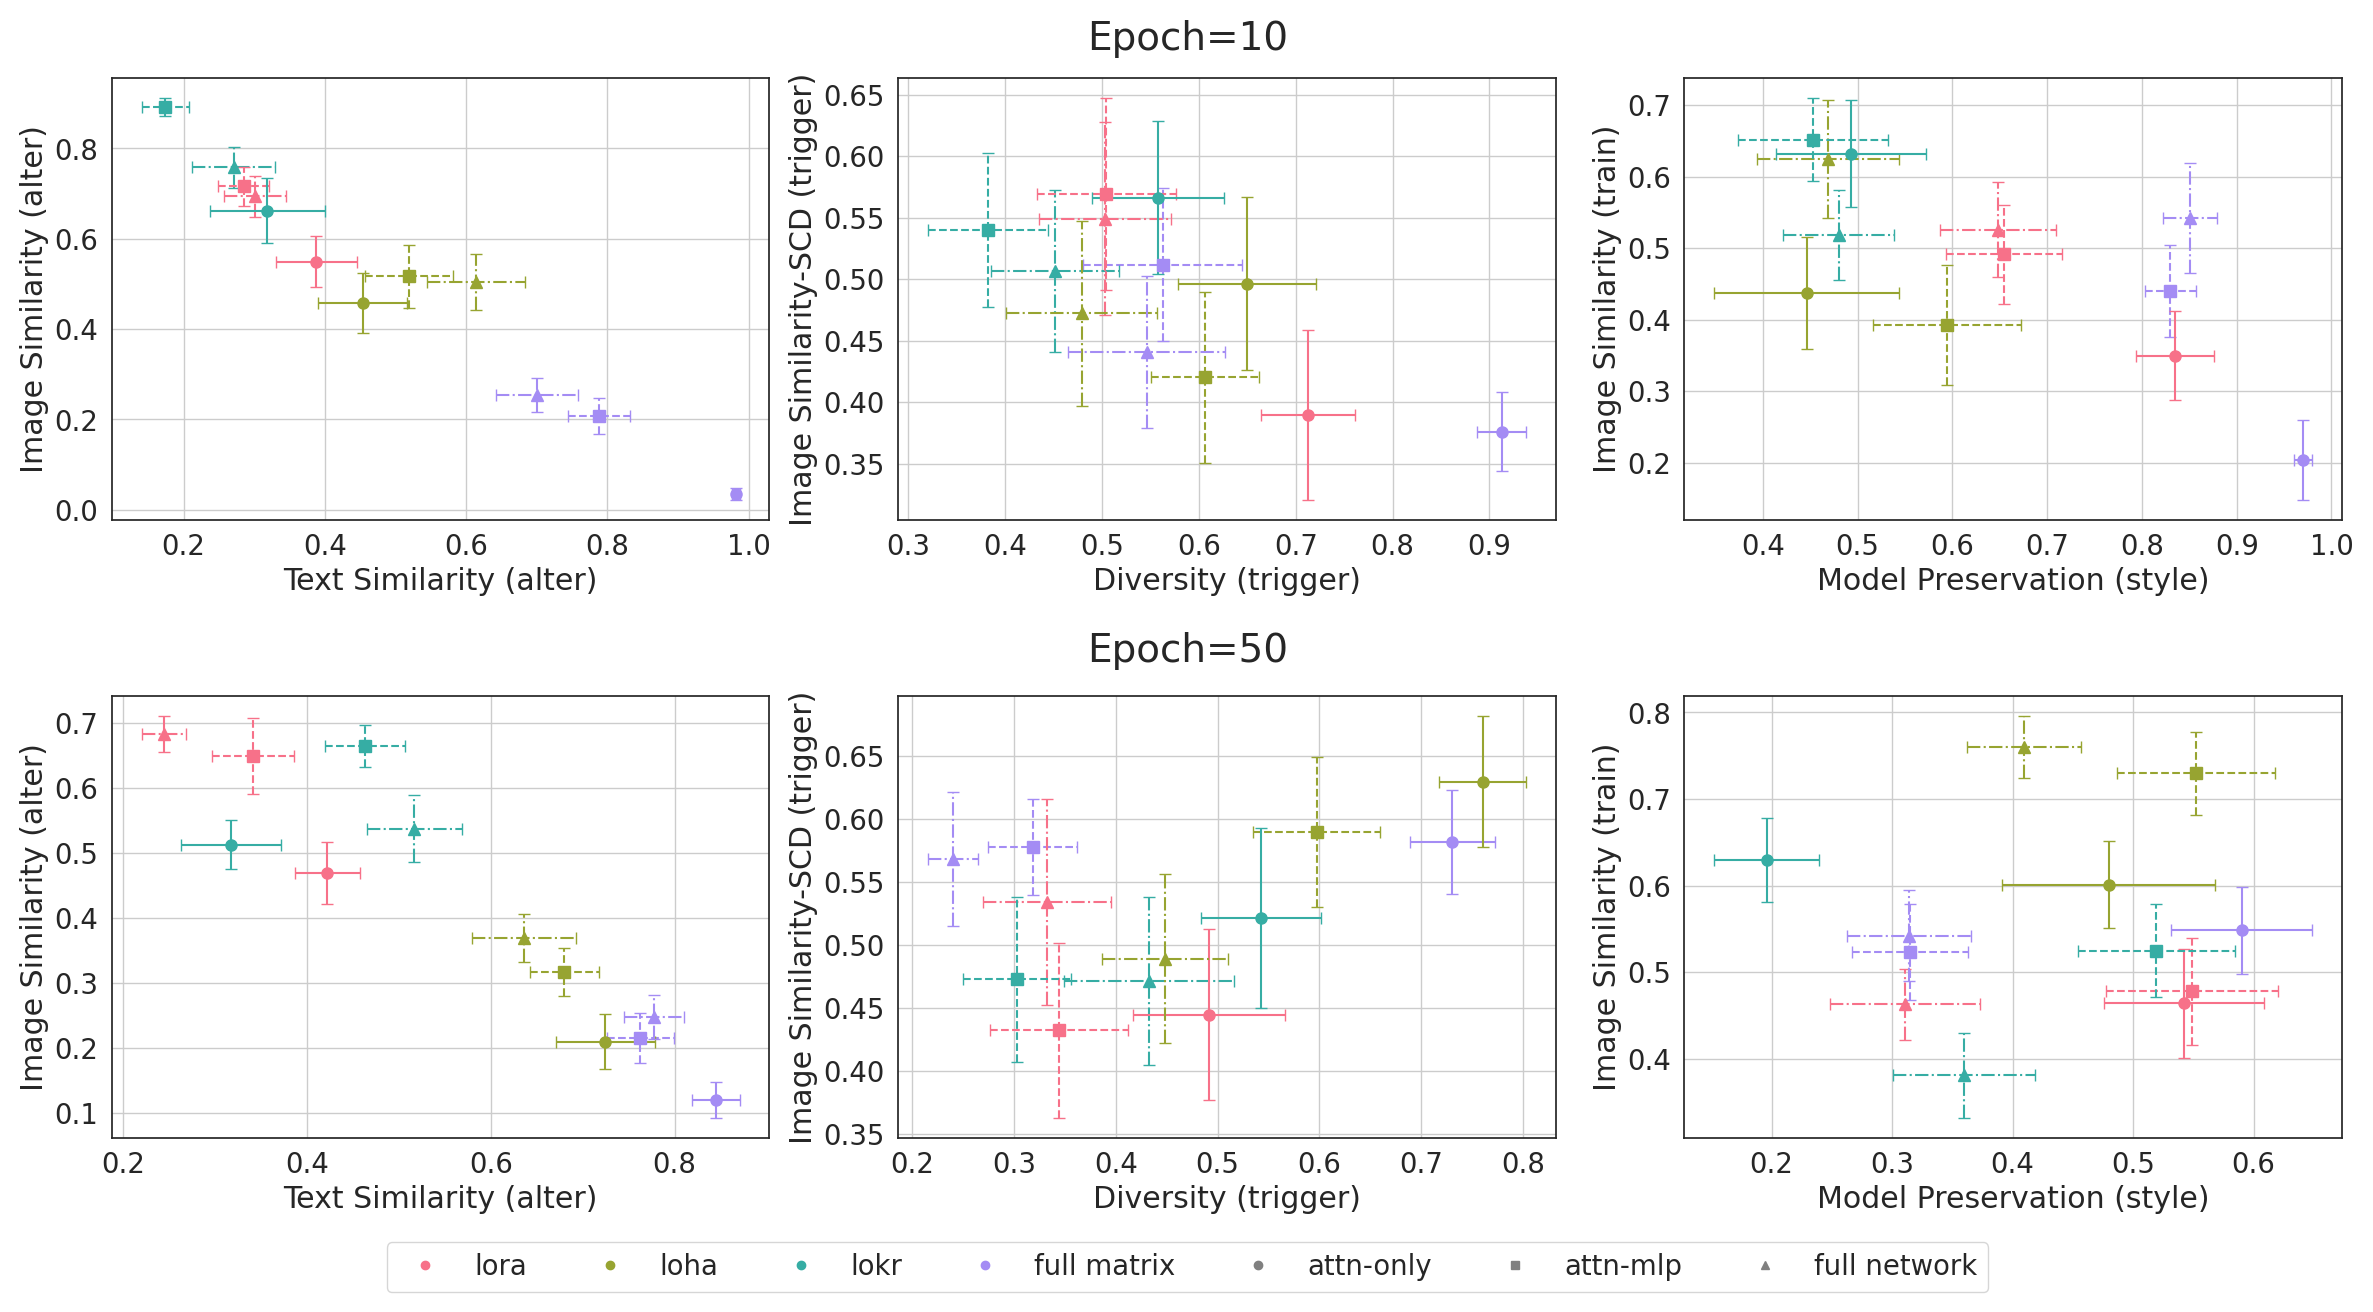 Epoch=10
Image Similarity (alter)
0.8
0.6
0.4
0.2
0.0
0.2 0.4 0.6 0.8 1.0
Text Similarity (alter)
Image Similarity-SCD (trigger)
0.65
0.60
0.55
0.50
0.45
0.40
0.35
0.3 0.4 0.5 0.6 0.7 0.8 0.9
Diversity (trigger)
Image Similarity (train)
0.7
0.6
0.5
0.4
0.3
0.2
0.4 0.5 0.6 0.7 0.8 0.9 1.0
Model Preservation (style)
Epoch=50
Image Similarity (alter)
0.7
0.6
0.5
0.4
0.3
0.2
0.1
0.2 0.4 0.6 0.8
Text Similarity (alter)
Image Similarity-SCD (trigger)
0.65
0.60
0.55
0.50
0.45
0.40
0.35
0.2 0.3 0.4 0.5 0.6 0.7 0.8
Diversity (trigger)
Image Similarity (train)
0.8
0.7
0.6
0.5
0.4
0.2 0.3 0.4 0.5 0.6
Model Preservation (style)
lora loha lokr full matrix attn-only attn-mlp full network